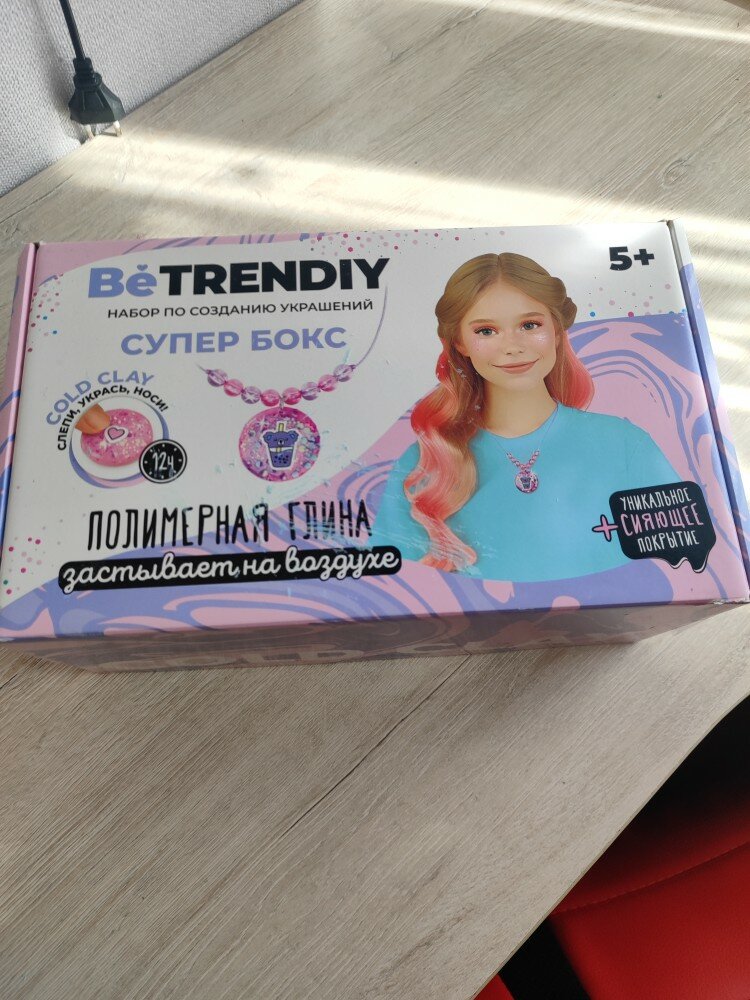 BeTRENDIY
5+
НАБОР ПО СОЗДАНИЮ УКРАШЕНИЙ
СУПЕР БОКС
COLD CLAY
СЛЕПИ, УКРАСЬ, НОСИ!
12ч
ПОЛИМЕРНАЯ ГЛИНА
застывает на воздухе
+ УНИКАЛЬНОЕ
СИЯЮЩЕЕ
ПОКРЫТИЕ